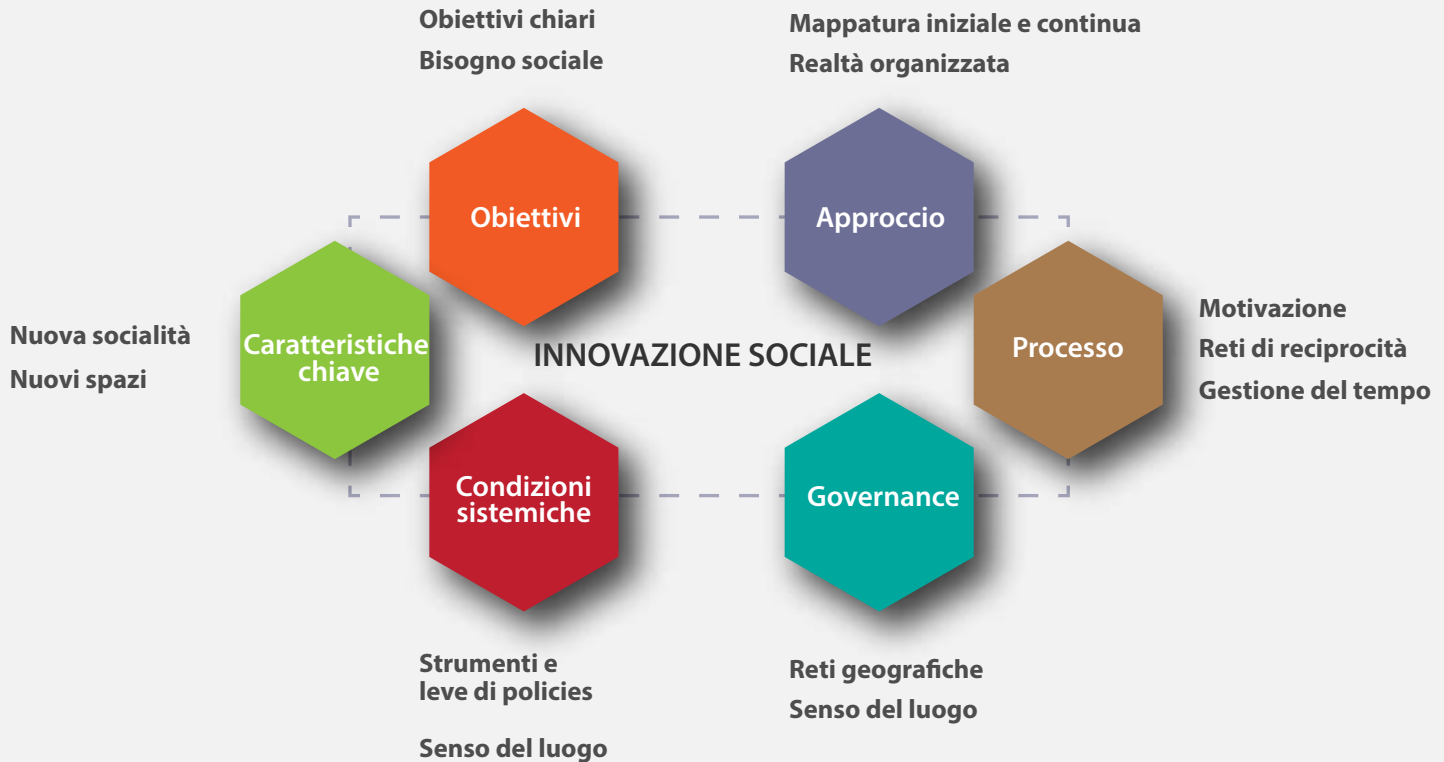 Obiettivi chiari
Bisogno sociale
Mappatura iniziale e continua
Realtà organizzata
Obiettivi
Approccio
Nuova socialità
Nuovi spazi
Caratteristiche
chiave
INNOVAZIONE SOCIALE
Processo
Motivazione
Reti di reciprocità
Gestione del tempo
Condizioni
sistemiche
Governance
Strumenti e
leve di policies
Senso del luogo
Reti geografiche
Senso del luogo